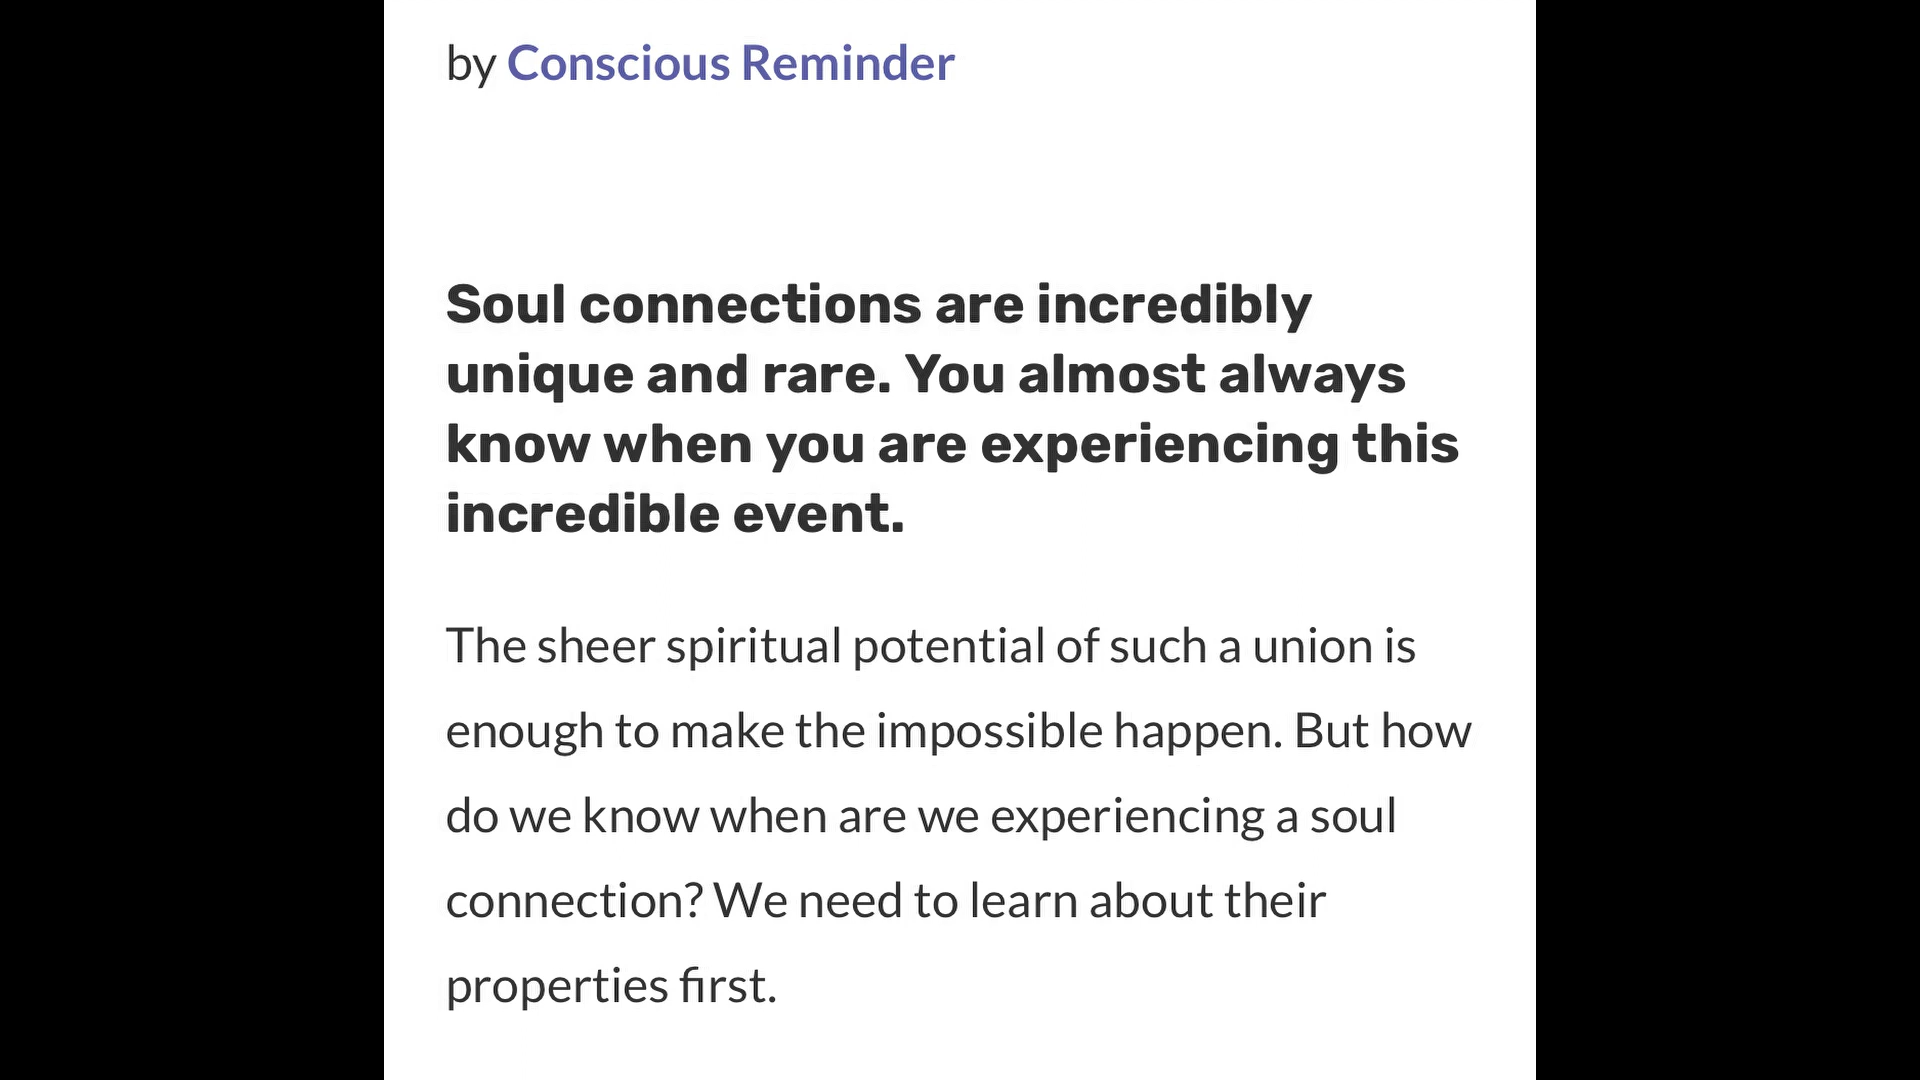 by Conscious Reminder
Soul connections are incredibly
unique and rare. You almost always
know when you are experiencing this
incredible event.
The sheer spiritual potential of such a union is
enough to make the impossible happen. But how
do we know when are we experiencing a soul
connection? We need to learn about their
properties first.